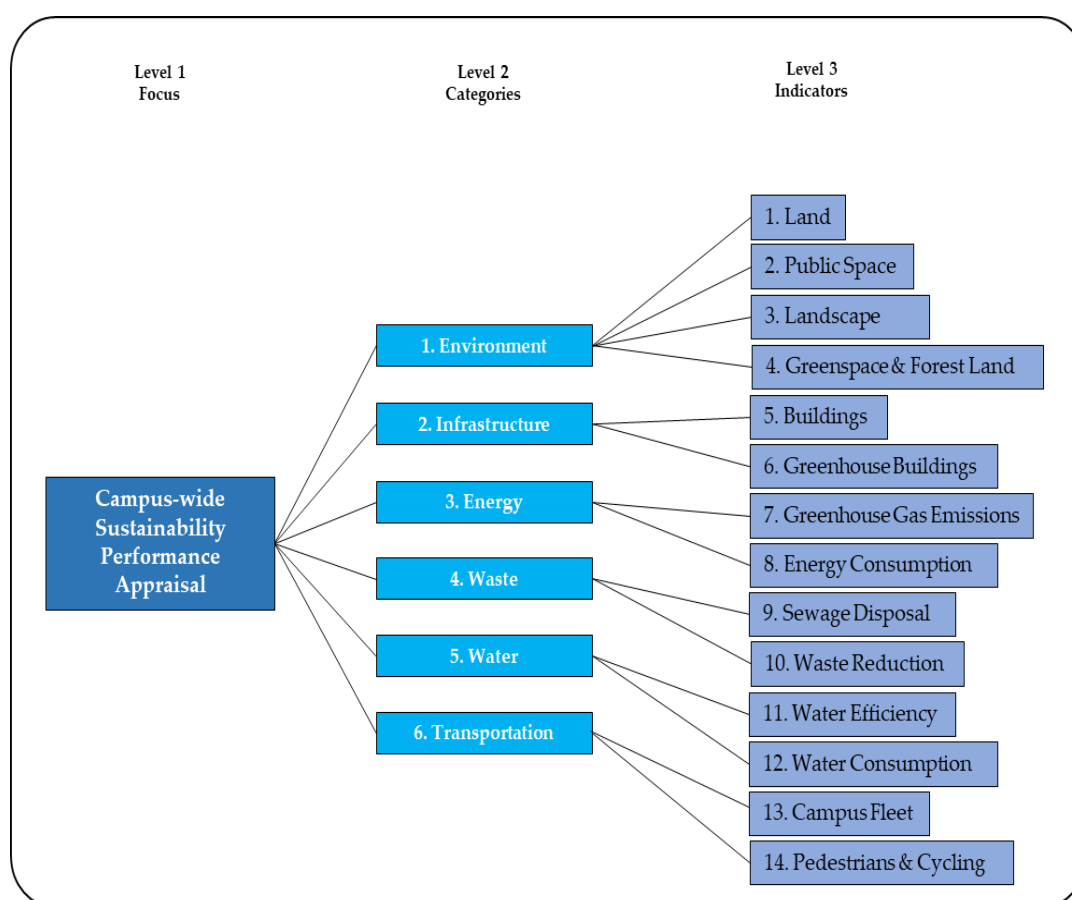 Level 1
Focus
Level 2
Categories
Level 3
Indicators
Campus-wide
Sustainability
Performance
Appraisal
1. Environment
2. Infrastructure
3. Energy
4. Waste
5. Water
6. Transportation
1. Land
2. Public Space
3. Landscape
4. Greenspace & Forest Land
5. Buildings
6. Greenhouse Buildings
7. Greenhouse Gas Emissions
8. Energy Consumption
9. Sewage Disposal
10. Waste Reduction
11. Water Efficiency
12. Water Consumption
13. Campus Fleet
14. Pedestrians & Cycling